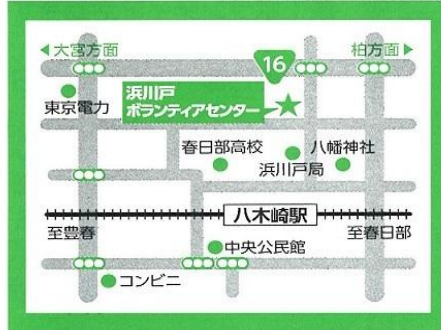 ◀大宮方面
柏方面▶
16
東京電力
浜川戸
ボランティアセンター
春日部高校
八幡神社
浜川戸局
八木崎駅
至豊春
至春日部
中央公民館
コンビニ